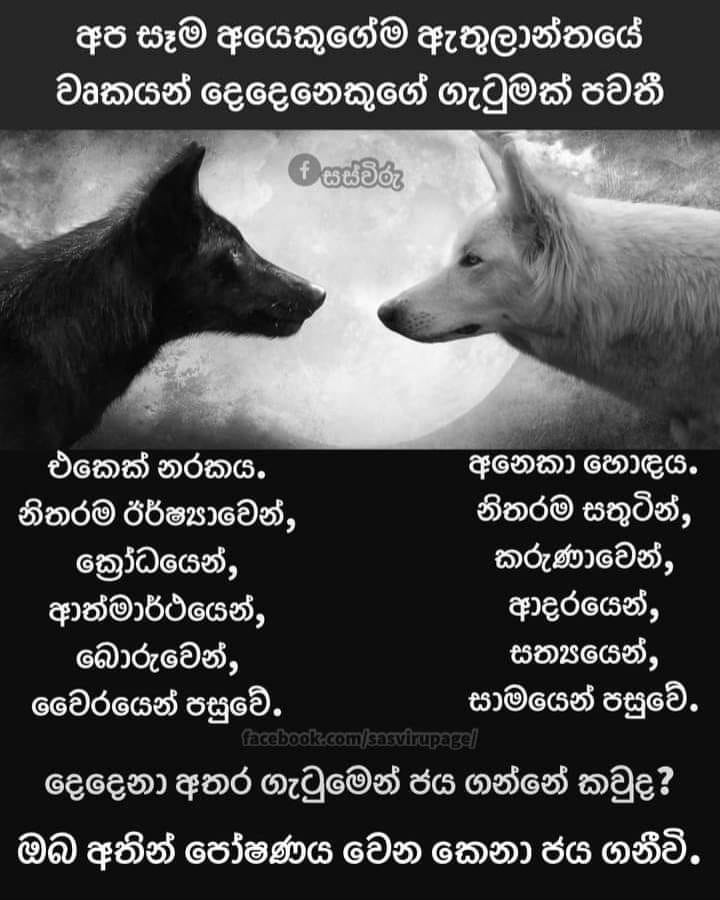 අප සෑම අයෙකුගේම ඇතුලාන්තයේ
වෘකයන් දෙදෙනෙකුගේ ගැටුමක් පවතී
f සස්විරු
එකෙක් නරකය.
නිතරම ඊර්ෂ්‍යාවෙන්,
ක්‍රෝධයෙන්,
ආත්මාර්ථයෙන්,
බොරුවෙන්,
වෛරයෙන් පසුවේ.
අනෙකා හොඳය.
නිතරම සතුටින්,
කරුණාවෙන්,
ආදරයෙන්,
සත්‍යයෙන්,
සාමයෙන් පසුවේ.
facebook.com/sasvirupage/
දෙදෙනා අතර ගැටුමෙන් ජය ගන්නේ කවුද?
ඔබ අතින් පෝෂණය වෙන කෙනා ජය ගනීවි.